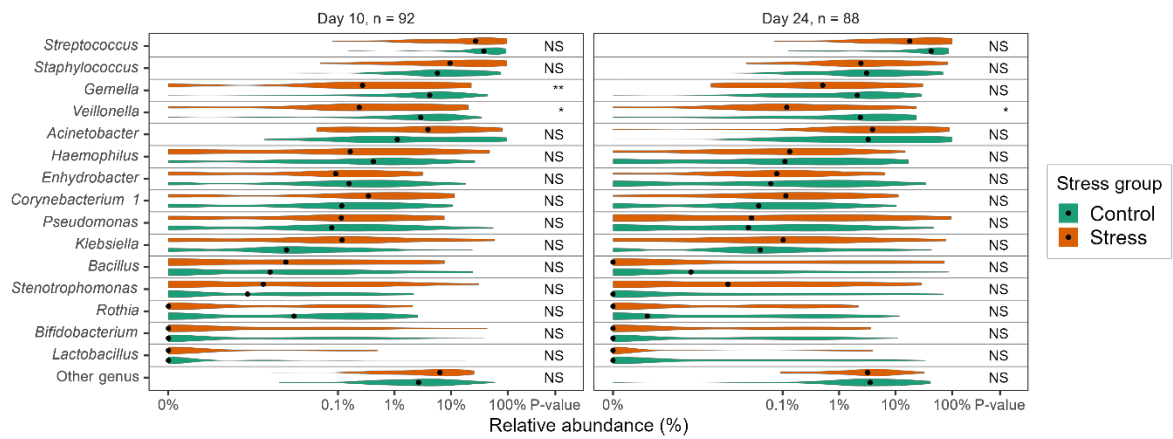 Day 10, n = 92
Day 24, n = 88
Streptococcus NS NS
Staphylococcus NS NS
Gemella ** NS
Veillonella * *
Acinetobacter NS NS
Haemophilus NS NS
Enhydrobacter NS NS
Corynebacterium 1 NS NS
Pseudomonas NS NS
Klebsiella NS NS
Bacillus NS NS
Stenotrophomonas NS NS
Rothia NS NS
Bifidobacterium NS NS
Lactobacillus NS NS
Other genus NS NS
0% 0.1% 1% 10% 100% P-value 0% 0.1% 1% 10% 100% P-value
Relative abundance (%)
Stress group
Control
Stress